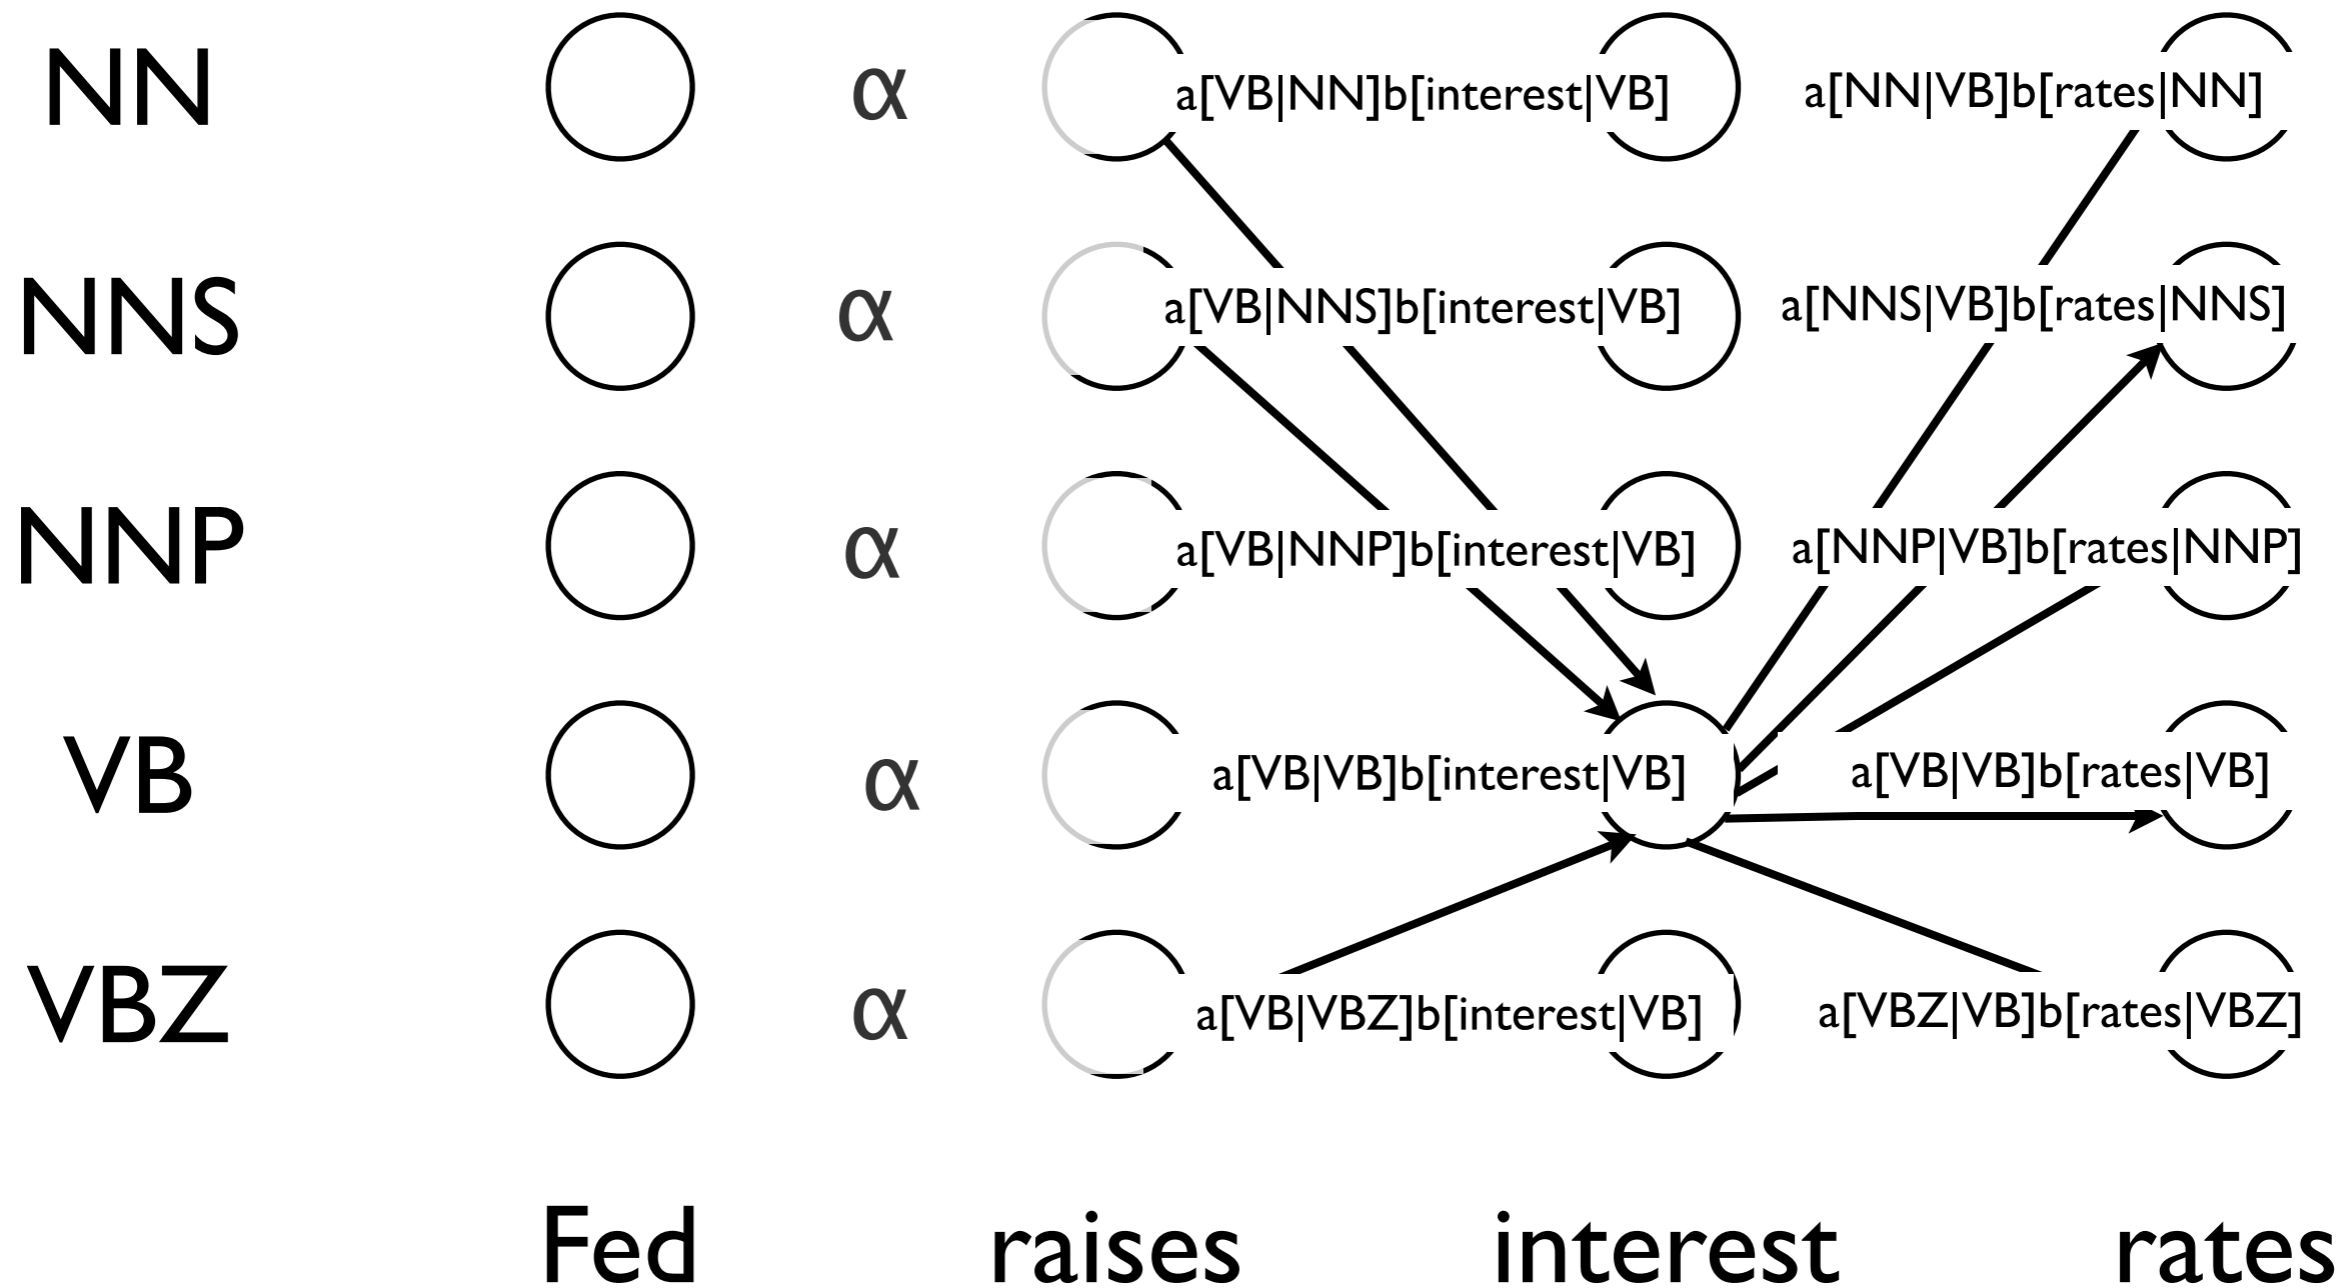 NN α a[VB|NN]b[interest|VB] a[NN|VB]b[rates|NN]
NNS α a[VB|NNS]b[interest|VB] a[NNS|VB]b[rates|NNS]
NNP α a[VB|NNP]b[interest|VB] a[NNP|VB]b[rates|NNP]
VB α a[VB|VB]b[interest|VB] a[VB|VB]b[rates|VB]
VBZ α a[VB|VBZ]b[interest|VB] a[VBZ|VB]b[rates|VBZ]
Fed raises interest rates